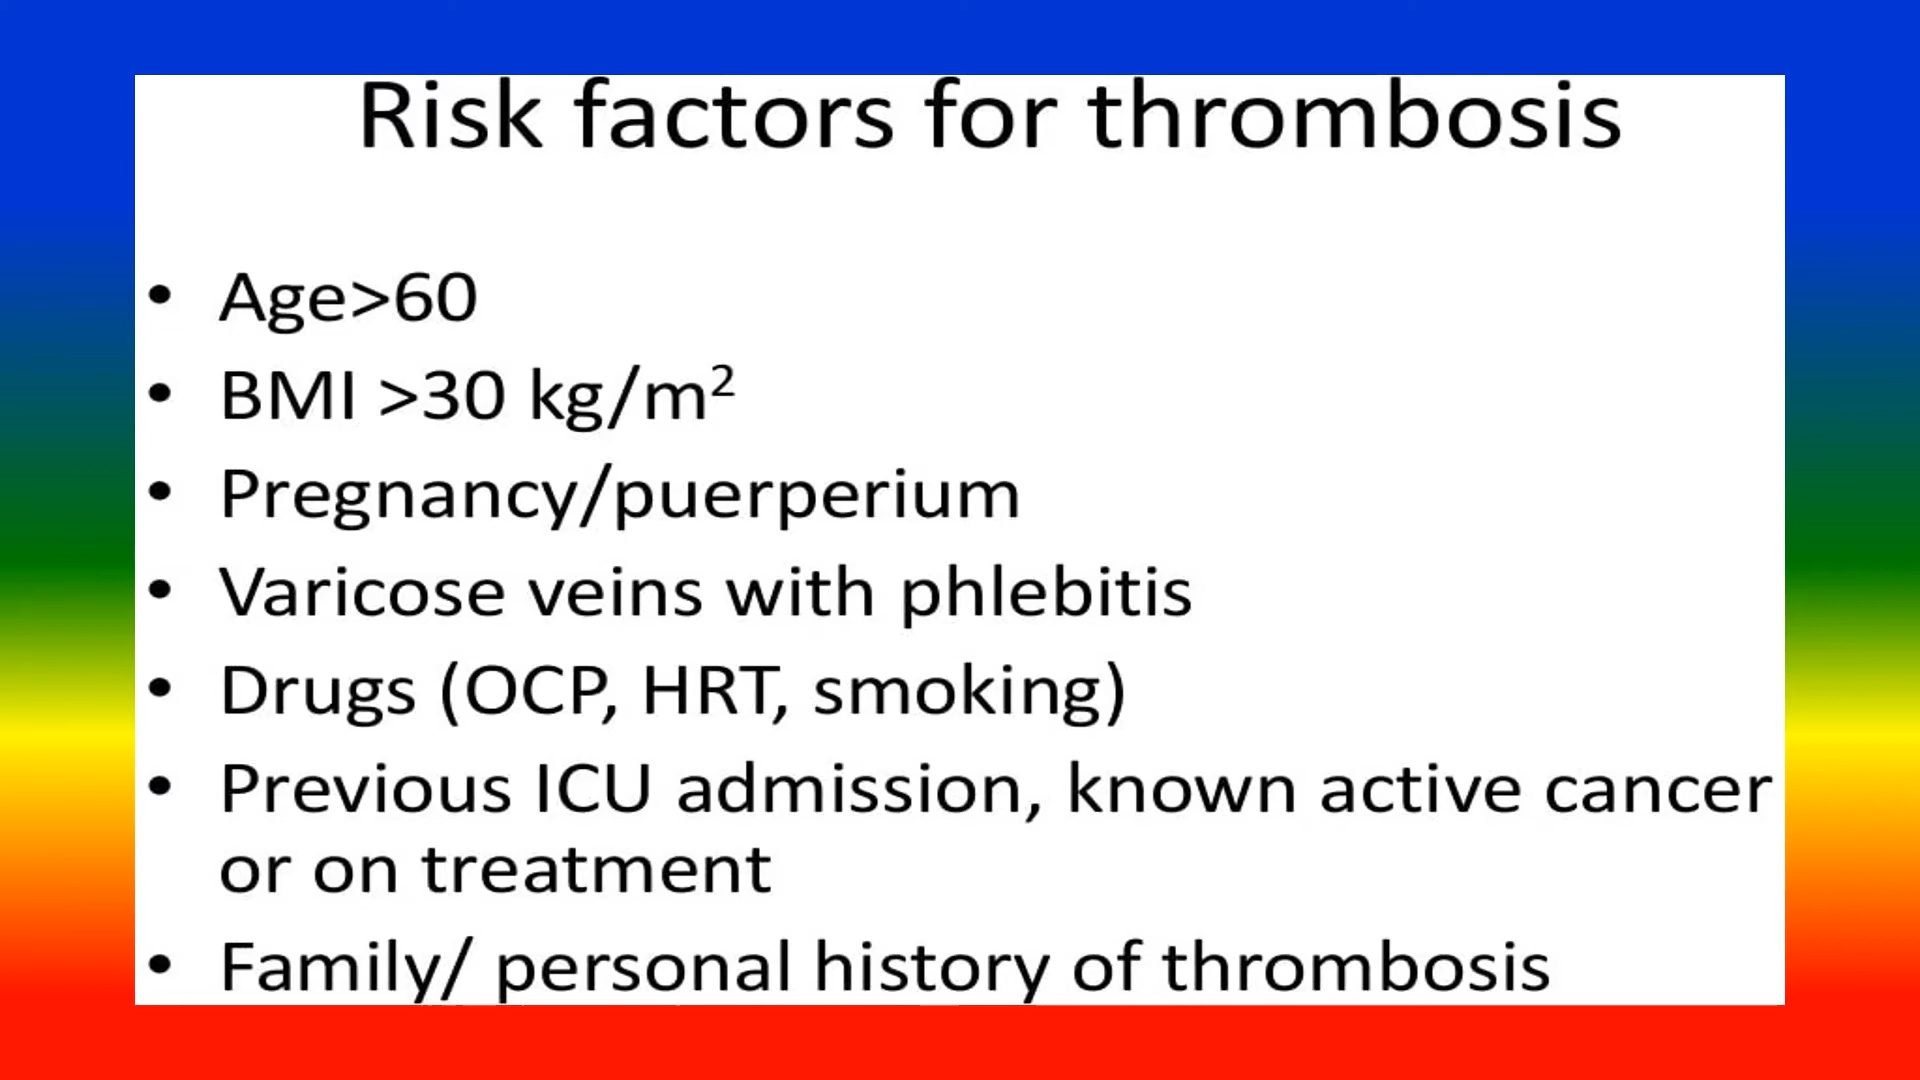 Risk factors for thrombosis
• Age>60
• BMI >30 kg/m²
• Pregnancy/puerperium
• Varicose veins with phlebitis
• Drugs (OCP, HRT, smoking)
• Previous ICU admission, known active cancer
or on treatment
• Family/ personal history of thrombosis